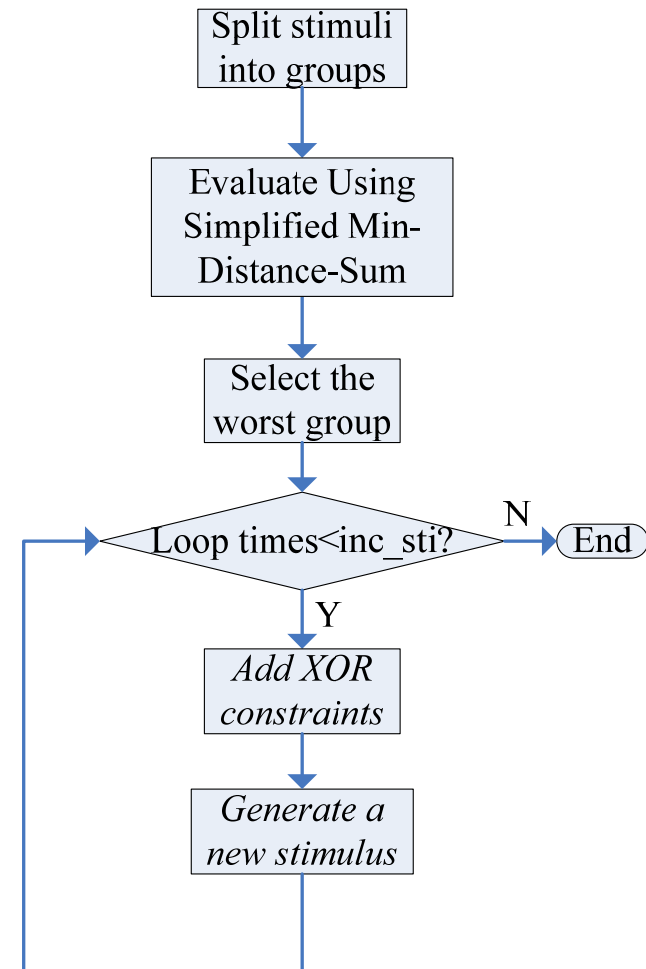 Split stimuli
into groups
Evaluate Using
Simplified Min-
Distance-Sum
Select the
worst group
Loop times<inc_sti?
N
End
Y
Add XOR
constraints
Generate a
new stimulus